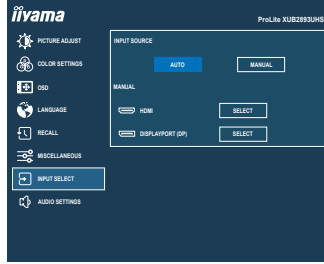 iiyama
ProLite XUB2893UHS
PICTURE ADJUST
COLOR SETTINGS
OSD
LANGUAGE
RECALL
MISCELLANEOUS
INPUT SELECT
AUDIO SETTINGS
INPUT SOURCE
AUTO MANUAL
MANUAL
HDMI SELECT
DISPLAYPORT (DP) SELECT